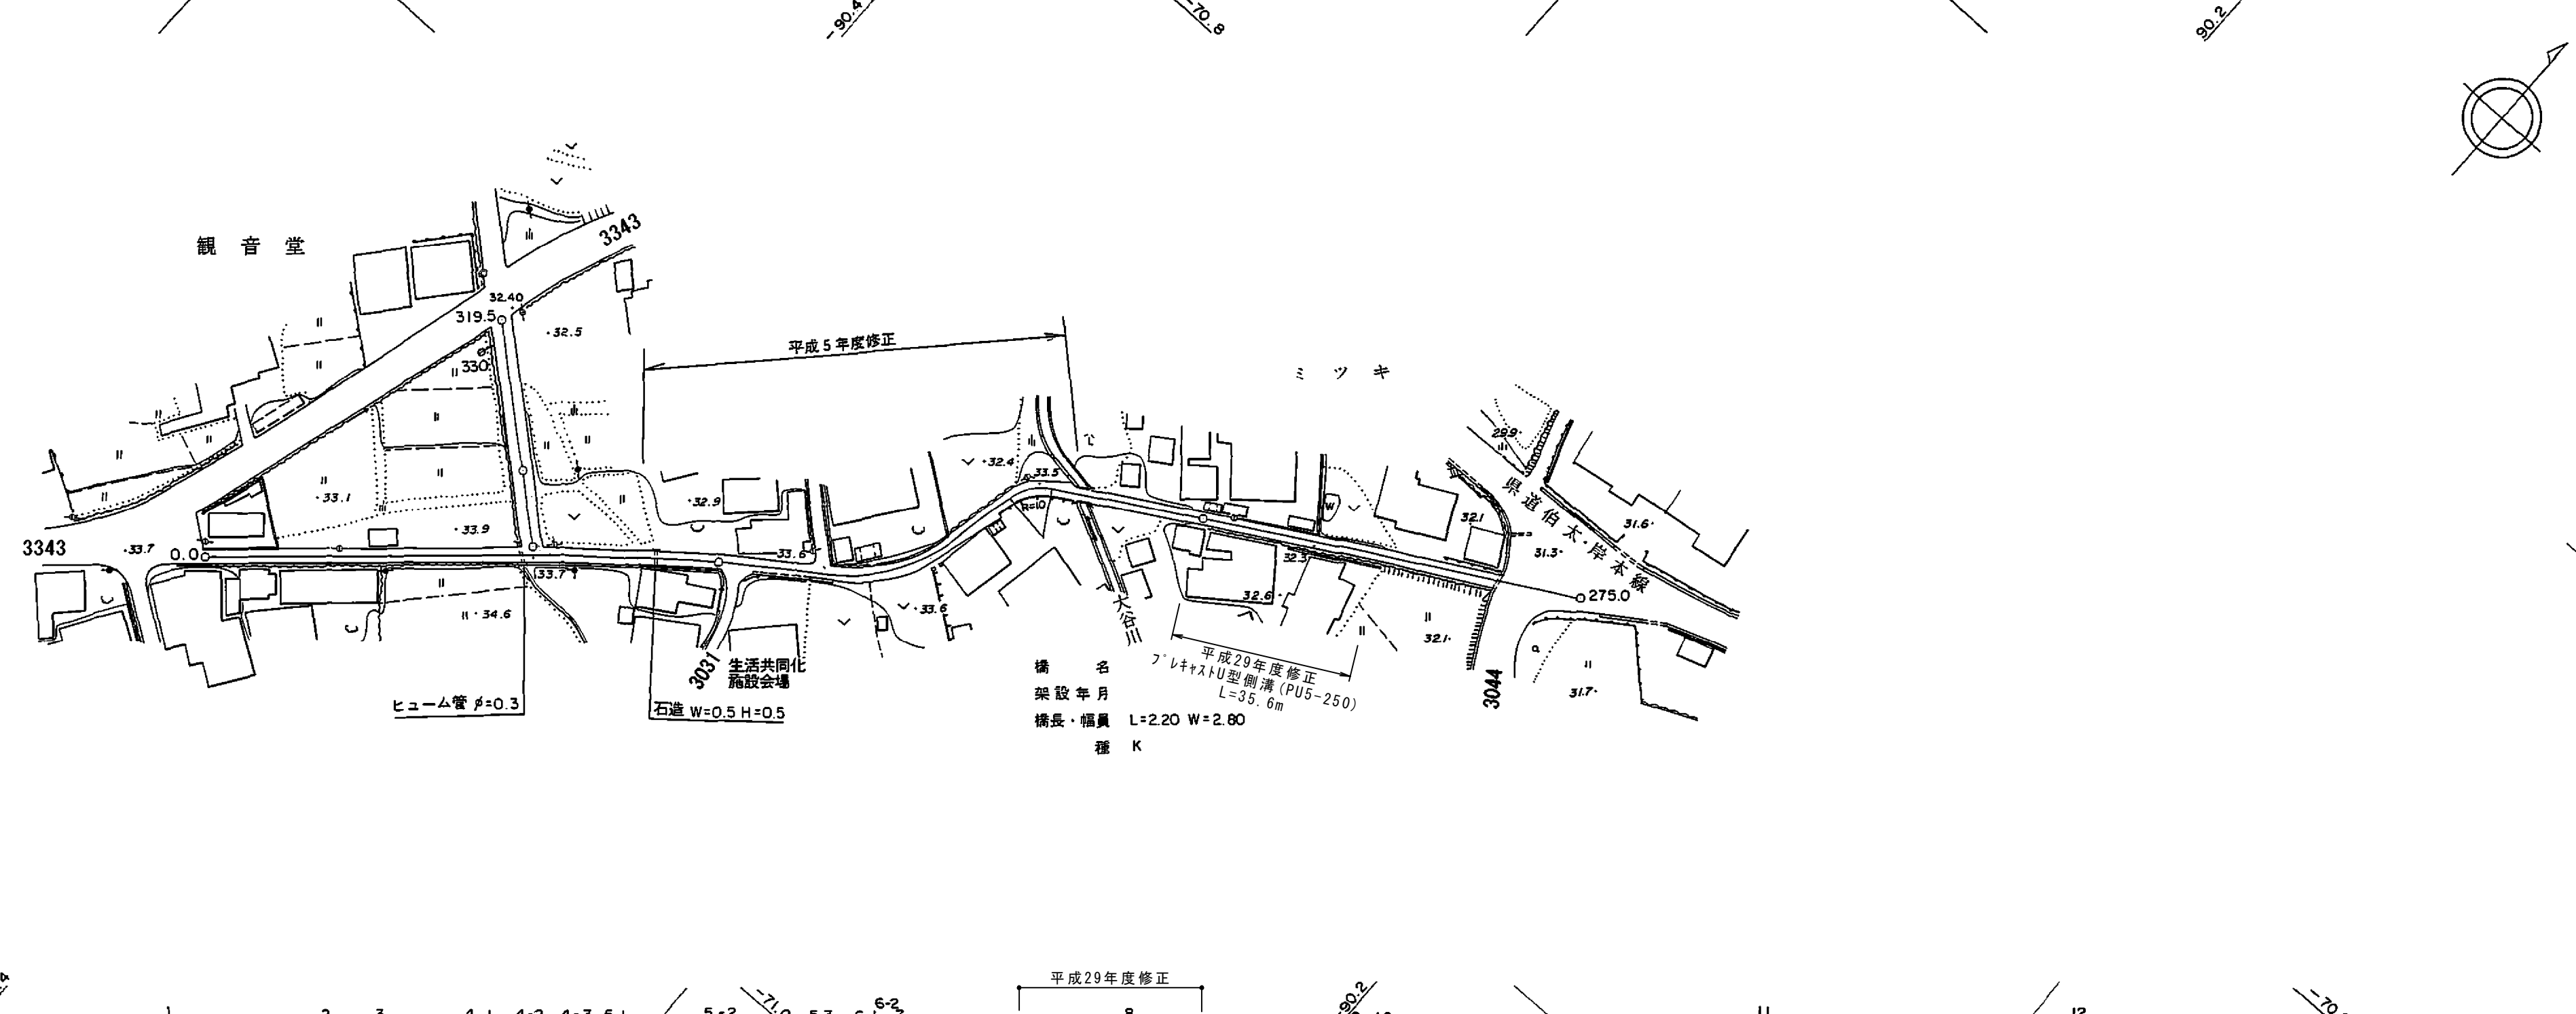 -90.4
-70.8
90.2
観音堂
3343
32.40
319.5
32.5
330
平成5年度修正
ミツキ
29.9
県道伯太・岸本線
32.4
33.5
R=10
33.1
32.9
33.9
W
32.1
31.6
31.3
3343
33.7
0.0
33.6
33.7
32.3
34.6
33.6
大谷川
32.6
275.0
32.1
3031
生活共同化
施設会場
平成29年度修正
プレキャストU型側溝(PU5-250)
L=35.6m
3044
31.7
ヒューム管 φ=0.3
石造 W=0.5 H=0.5
橋名
架設年月
橋長・幅員 L=2.20 W=2.80
種 K
平成29年度修正
-90.2
6-2